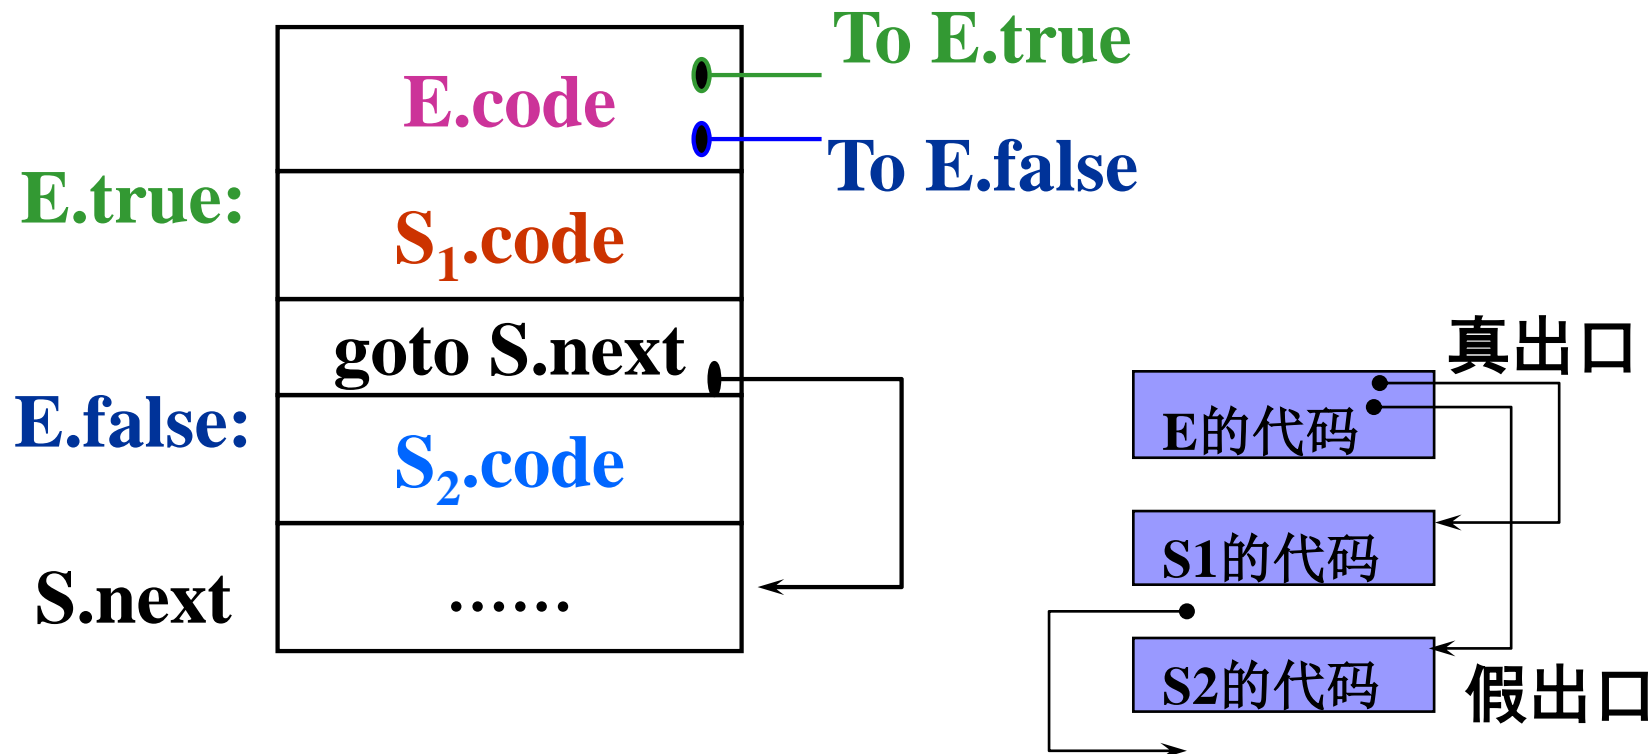 To E.true
E.code
To E.false
E.true:
S₁.code
goto S.next
E.false:
S₂.code
S.next
……
真出口
E的代码
S1的代码
S2的代码
假出口